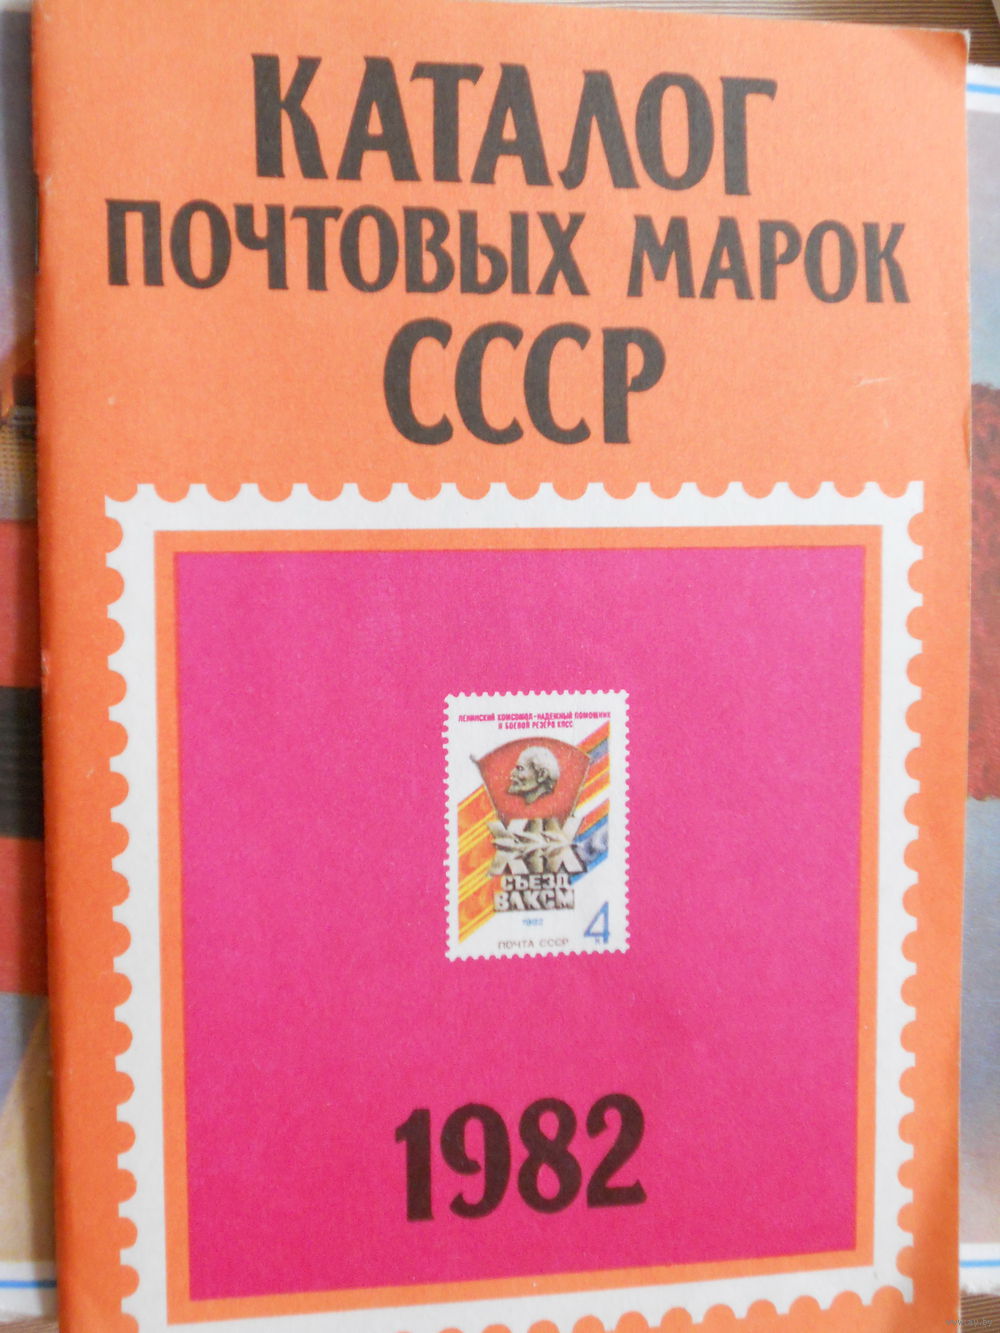 КАТАЛОГ
ПОЧТОВЫХ МАРОК
СССР
ЛЕНИНСКИЙ КОМСОМОЛ - НАДЕЖНЫЙ ПОМОЩНИК
И БОЕВОЙ РЕЗЕРВ КПСС
XIX
СЪЕЗД
ВЛКСМ
1982
4
К
ПОЧТА СССР
1982